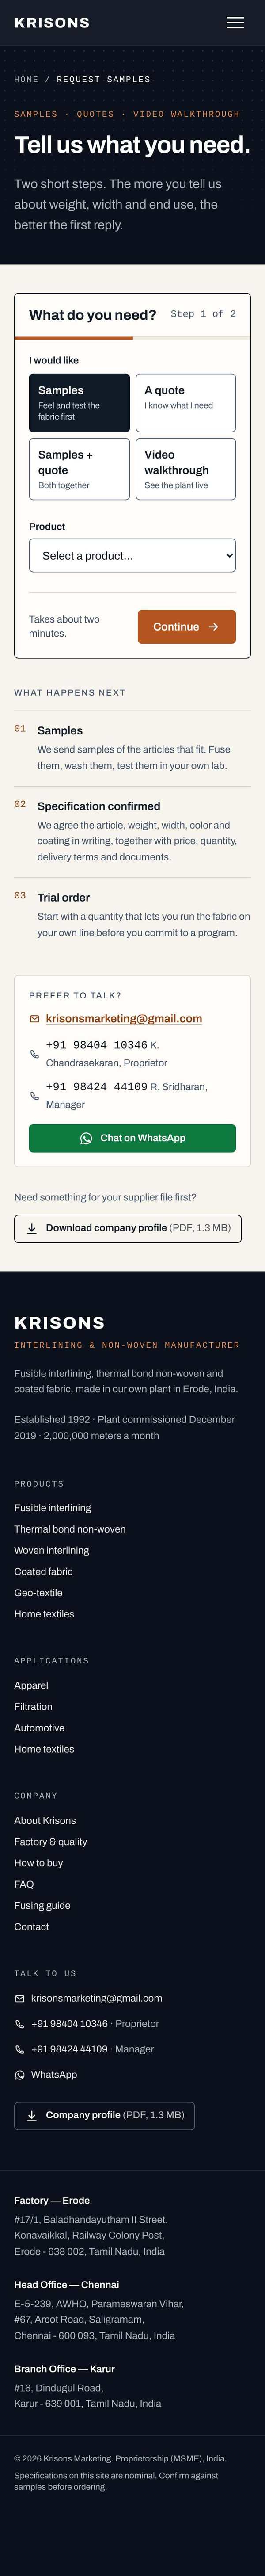 KRISONS
HOME / REQUEST SAMPLES
SAMPLES · QUOTES · VIDEO WALKTHROUGH
Tell us what you need.
Two short steps. The more you tell us
about weight, width and end use, the
better the first reply.
What do you need? Step 1 of 2
I would like
Samples
Feel and test the
fabric first
A quote
I know what I need
Samples +
quote
Both together
Video
walkthrough
See the plant live
Product
Select a product...
Takes about two
minutes.
Continue →
WHAT HAPPENS NEXT
01 Samples
We send samples of the articles that fit. Fuse
them, wash them, test them in your own lab.
02 Specification confirmed
We agree the article, weight, width, color and
coating in writing, together with price, quantity,
delivery terms and documents.
03 Trial order
Start with a quantity that lets you run the fabric on
your own line before you commit to a program.
PREFER TO TALK?
krisonsmarketing@gmail.com
+91 98404 10346 K.
Chandrasekaran, Proprietor
+91 98424 44109 R. Sridharan,
Manager
Chat on WhatsApp
Need something for your supplier file first?
Download company profile (PDF, 1.3 MB)
KRISONS
INTERLINING & NON-WOVEN MANUFACTURER
Fusible interlining, thermal bond non-woven and
coated fabric, made in our own plant in Erode, India.
Established 1992 · Plant commissioned December
2019 · 2,000,000 meters a month
PRODUCTS
Fusible interlining
Thermal bond non-woven
Woven interlining
Coated fabric
Geo-textile
Home textiles
APPLICATIONS
Apparel
Filtration
Automotive
Home textiles
COMPANY
About Krisons
Factory & quality
How to buy
FAQ
Fusing guide
Contact
TALK TO US
krisonsmarketing@gmail.com
+91 98404 10346 · Proprietor
+91 98424 44109 · Manager
WhatsApp
Company profile (PDF, 1.3 MB)
Factory — Erode
#17/1, Baladhandayutham II Street,
Konavaikkal, Railway Colony Post,
Erode - 638 002, Tamil Nadu, India
Head Office — Chennai
E-5-239, AWHO, Parameswaran Vihar,
#67, Arcot Road, Saligramam,
Chennai - 600 093, Tamil Nadu, India
Branch Office — Karur
#16, Dindugul Road,
Karur - 639 001, Tamil Nadu, India
© 2026 Krisons Marketing. Proprietorship (MSME), India.
Specifications on this site are nominal. Confirm against
samples before ordering.